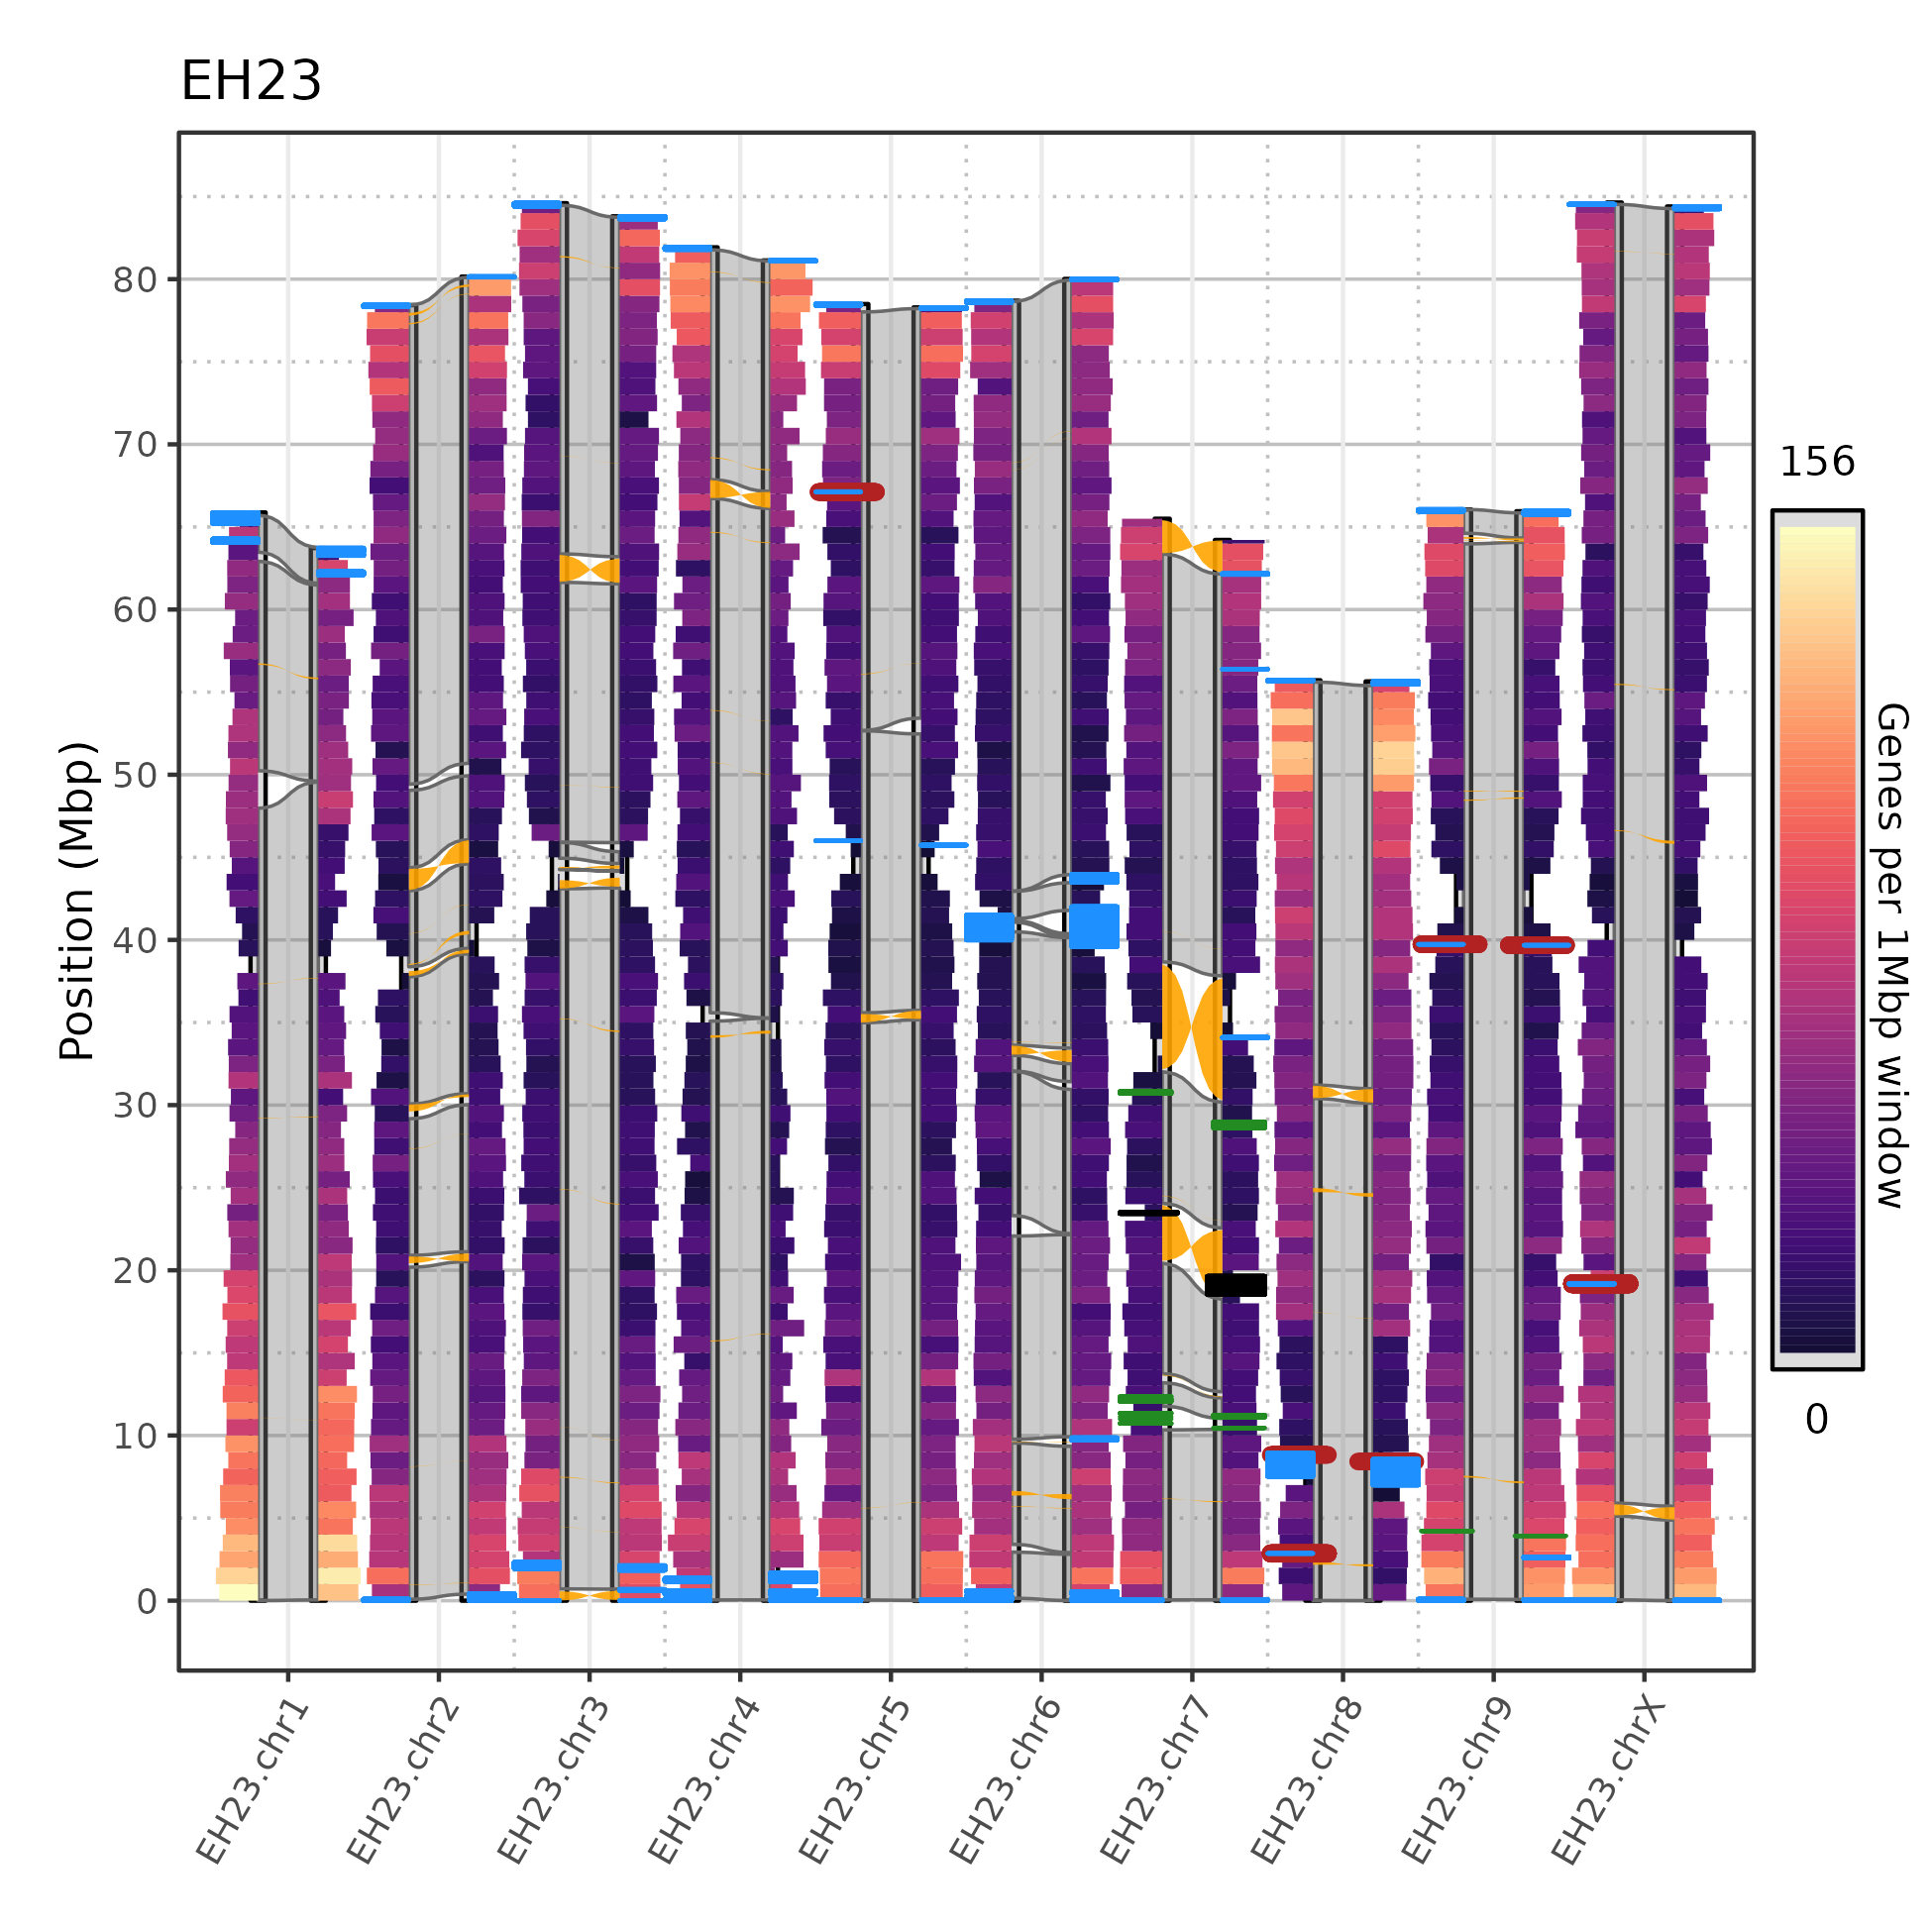 EH23
80
70
60
50
40
30
20
10
0
Position (Mbp)
EH23.chr1
EH23.chr2
EH23.chr3
EH23.chr4
EH23.chr5
EH23.chr6
EH23.chr7
EH23.chr8
EH23.chr9
EH23.chrX
156
0
Genes per 1Mbp window